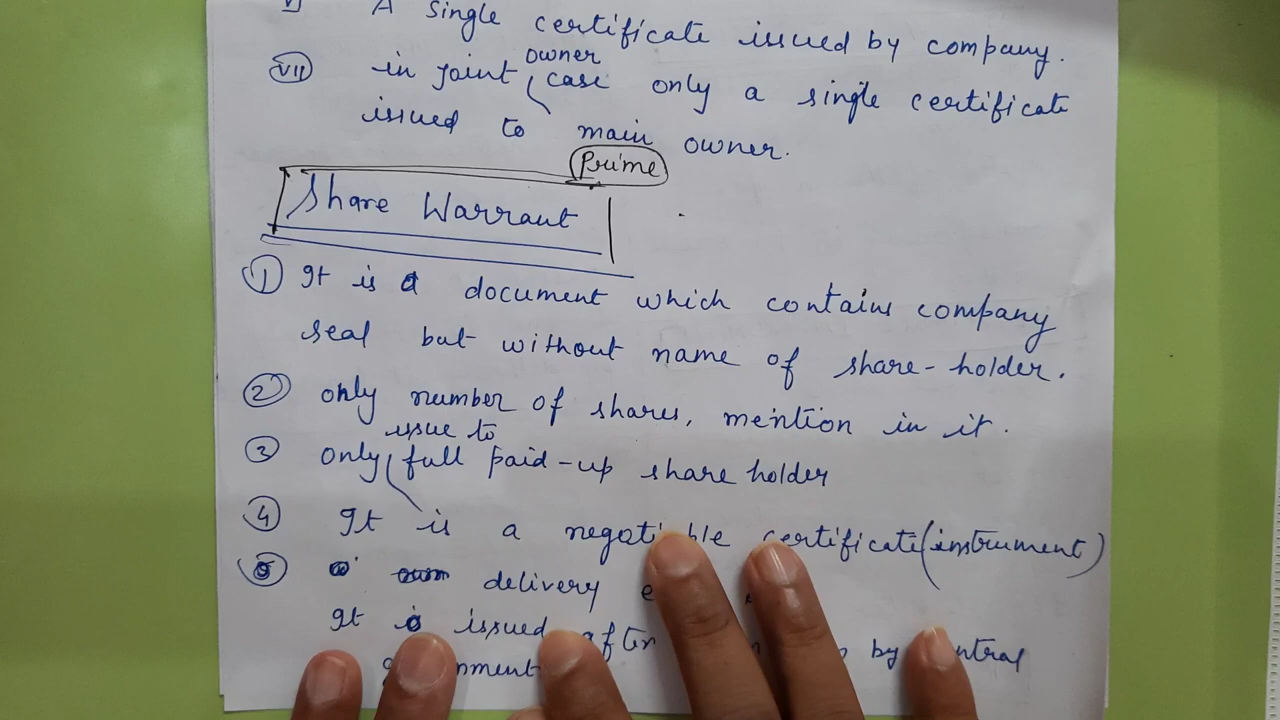 A single certificate issued by company.
VII in joint owner case only a single certificate
issued to main owner.
Prime
Share Warrant
1 It is a document which contains company
seal but without name of share-holder.
2 only number of shares, mention in it.
3 only issue to full paid-up share holder
4 It is a negotible certificate (instrument)
5 delivery
It is issued after by